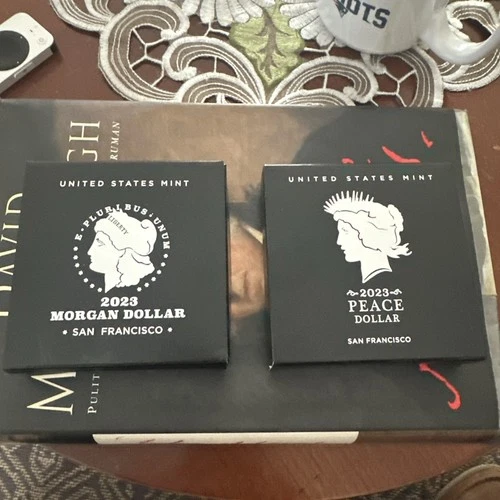 UNITED STATES MINT
E·PLURIBUS·UNUM
LIBERTY
2023
MORGAN DOLLAR
• SAN FRANCISCO •
UNITED STATES MINT
2023
PEACE
DOLLAR
SAN FRANCISCO
DAVID
GH
RUMAN
M
PULIT